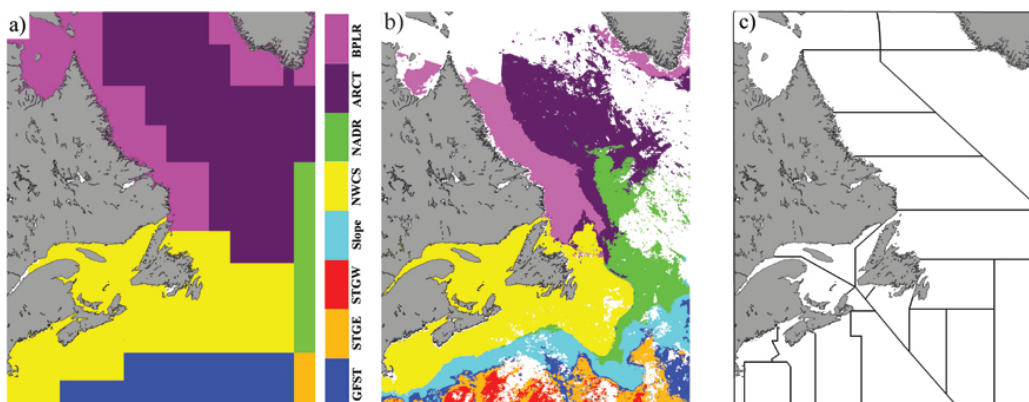 a)
BPLR
ARCT
NADR
NWCS
Slope
STGW
STGE
GFST
b)
c)